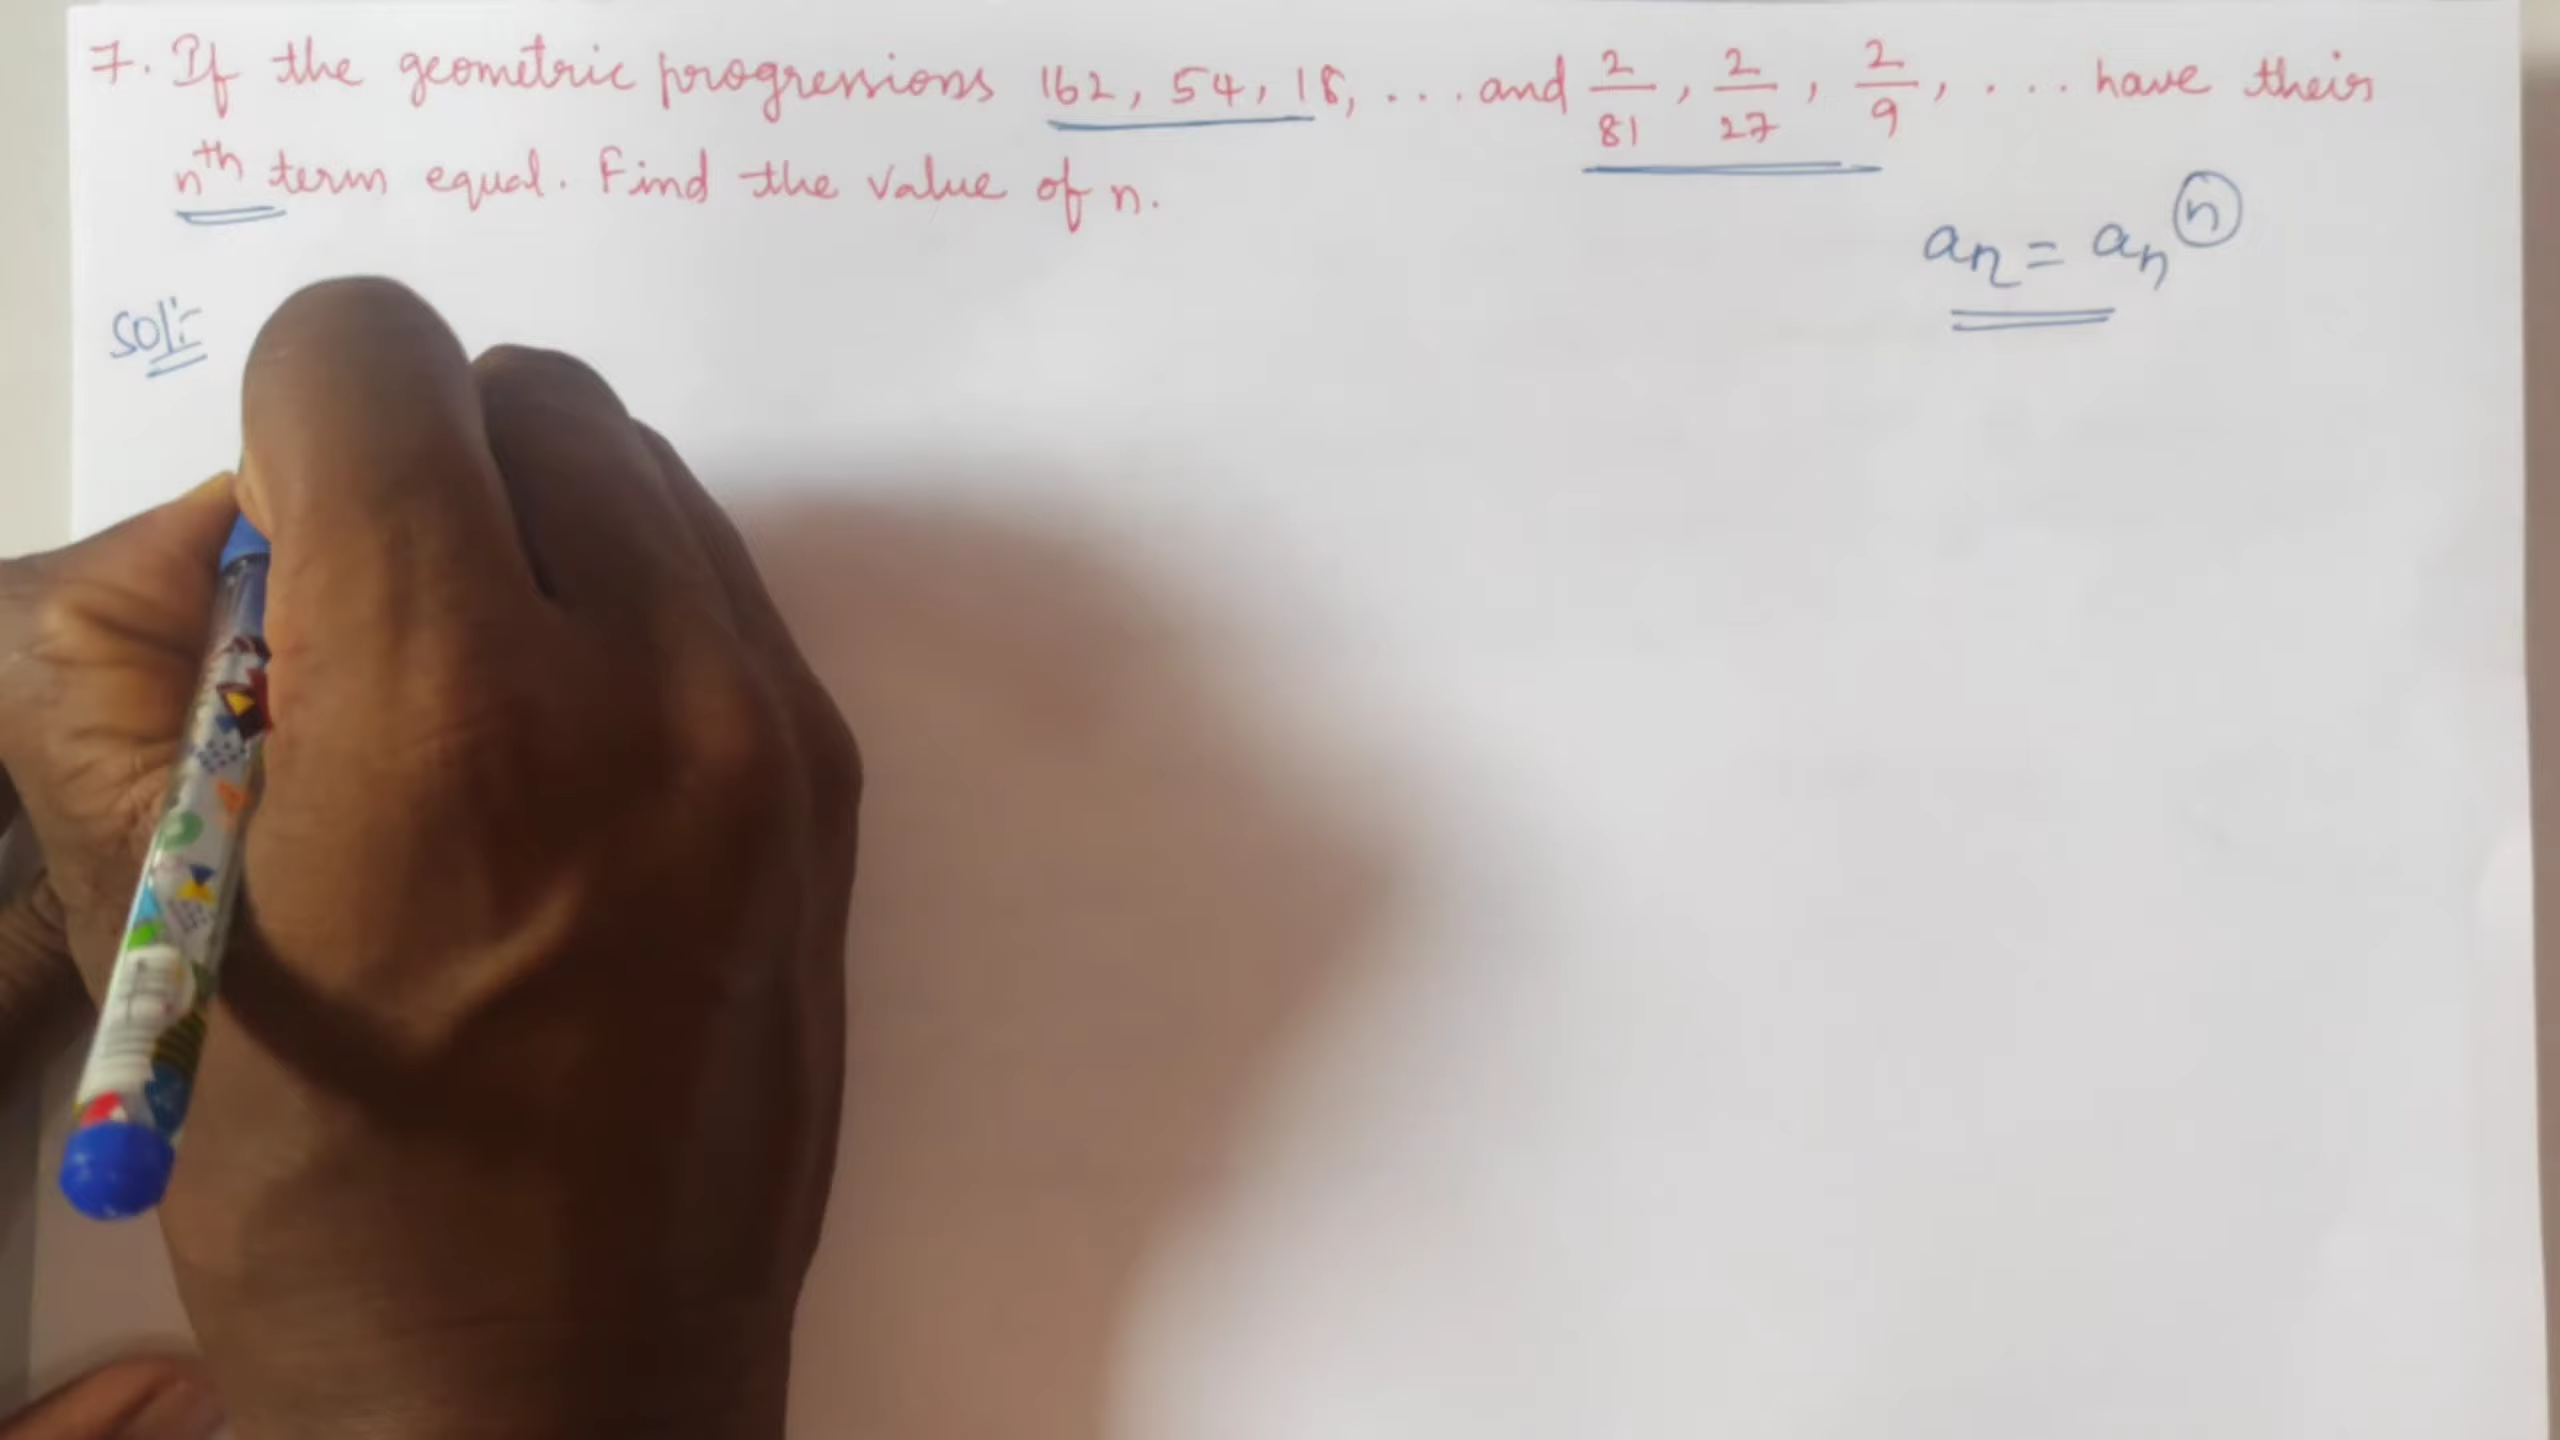 7. If the geometric progressions 162, 54, 18, ... and 2/81, 2/27, 2/9, ... have their
nth term equal. Find the value of n.
an = an n
Sol:-